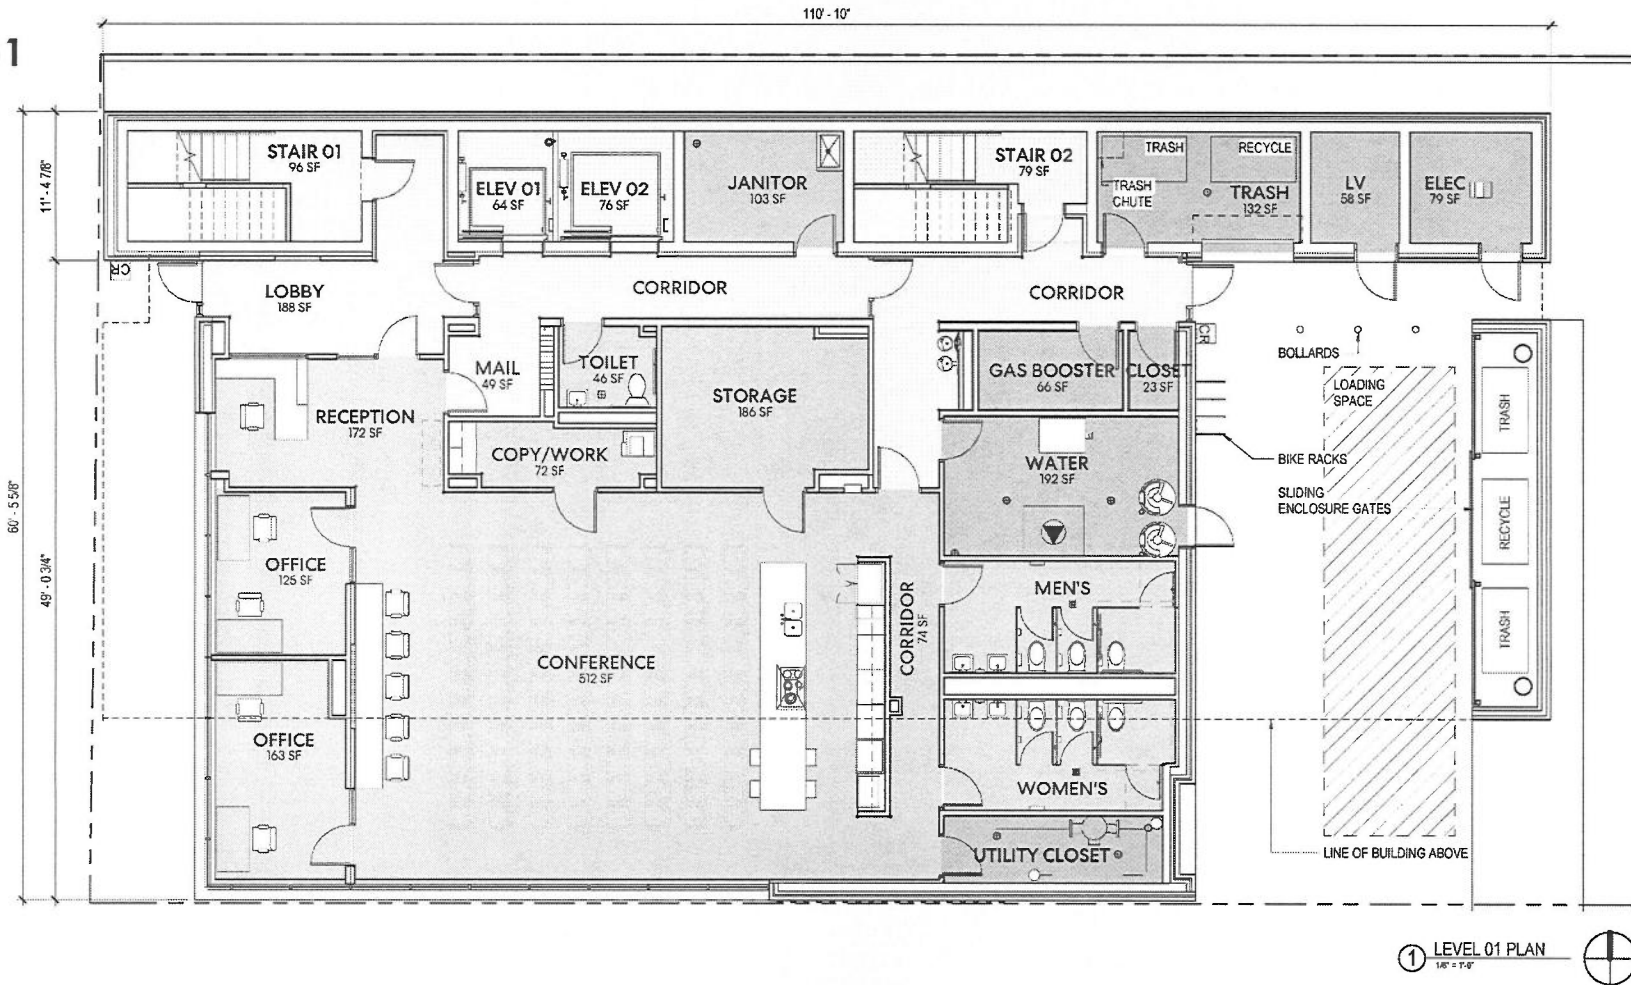 110' - 10"
1
STAIR 01
96 SF
ELEV 01
64 SF
ELEV 02
76 SF
JANITOR
103 SF
STAIR 02
79 SF
TRASH
RECYCLE
TRASH
CHUTE
TRASH
132 SF
LV
58 SF
ELEC
79 SF
11' - 4 7/8"
CR
LOBBY
188 SF
CORRIDOR
CORRIDOR
CR
BOLLARDS
MAIL
49 SF
TOILET
46 SF
STORAGE
186 SF
GAS BOOSTER
66 SF
CLOSET
23 SF
LOADING
SPACE
TRASH
RECEPTION
172 SF
COPY/WORK
72 SF
WATER
192 SF
BIKE RACKS
SLIDING
ENCLOSURE GATES
RECYCLE
60' - 5 5/8"
49' - 0 3/4"
OFFICE
125 SF
MEN'S
CORRIDOR
74 SF
TRASH
CONFERENCE
512 SF
OFFICE
163 SF
WOMEN'S
UTILITY CLOSET
LINE OF BUILDING ABOVE
1 LEVEL 01 PLAN
1/8" = 1'-0"